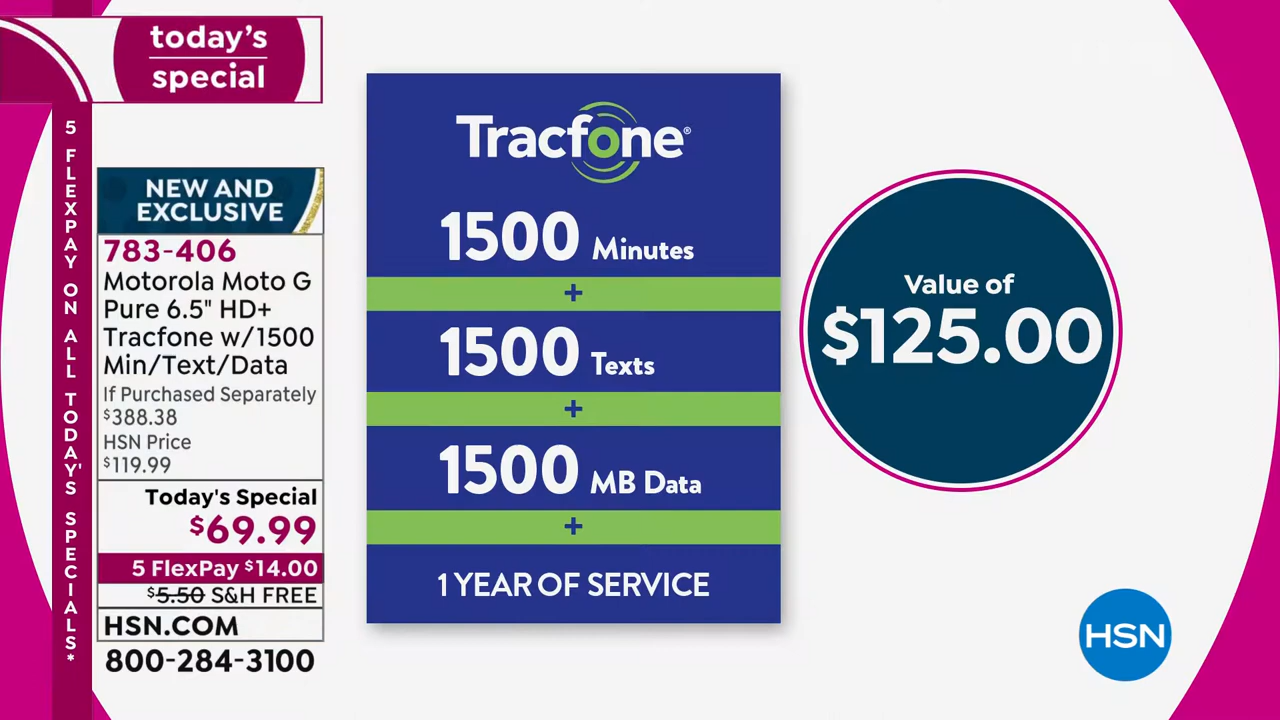 today's
special
5 FLEXPAY ON ALL TODAY'S SPECIALS*
NEW AND
EXCLUSIVE
783-406
Motorola Moto G
Pure 6.5" HD+
Tracfone w/1500
Min/Text/Data
If Purchased Separately
$388.38
HSN Price
$119.99
Today's Special
$69.99
5 FlexPay $14.00
$5.50 S&H FREE
HSN.COM
800-284-3100
Tracfone®
1500 Minutes
+
1500 Texts
+
1500 MB Data
+
1 YEAR OF SERVICE
Value of
$125.00
HSN